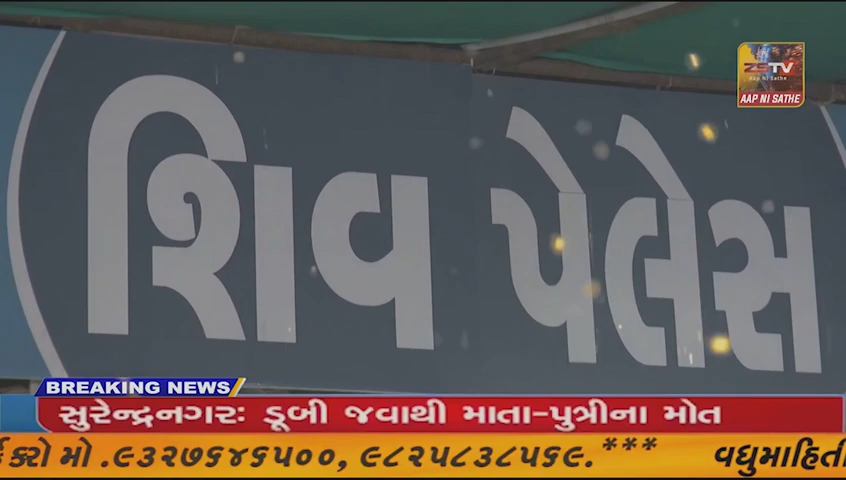 ZSTV
Aap Ni Sathe
AAP NI SATHE
શિવ પેલેસ
BREAKING NEWS
સુરેન્દ્રનગરઃ ડૂબી જવાથી માતા-પુત્રીના મોત
કરો મો .૯૩૨૭૬૪૬૫૦૦, ૯૮૨૫૮૩૮૫૬૯.*** વધુમાહિતી